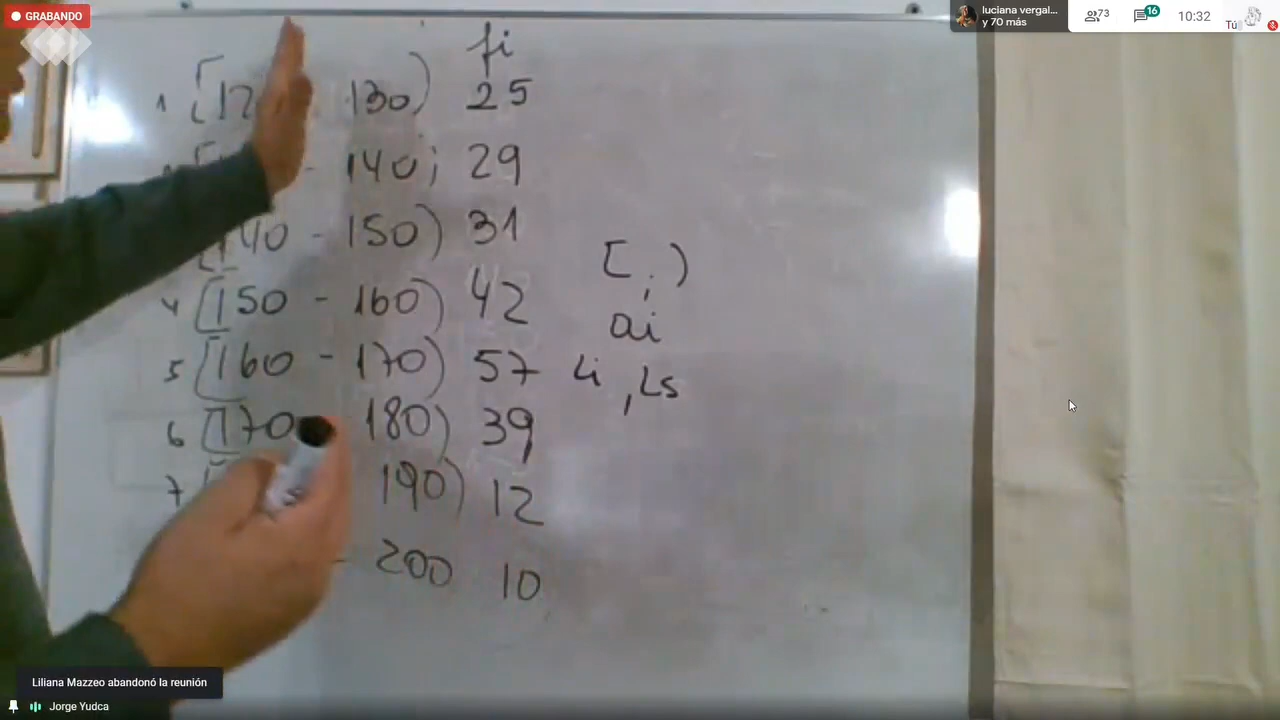 GRABANDO
luciana vergal...
y 70 más
73
16
10:32
Tú
fi
1 [12 130) 25
- 140; 29
[140 - 150) 31
[ ; )
4 [150 - 160) 42
ai
5 [160 - 170) 57 Li , Ls
6 [170 180) 39
7 190) 12
- 200 10
Liliana Mazzeo abandonó la reunión
Jorge Yudca